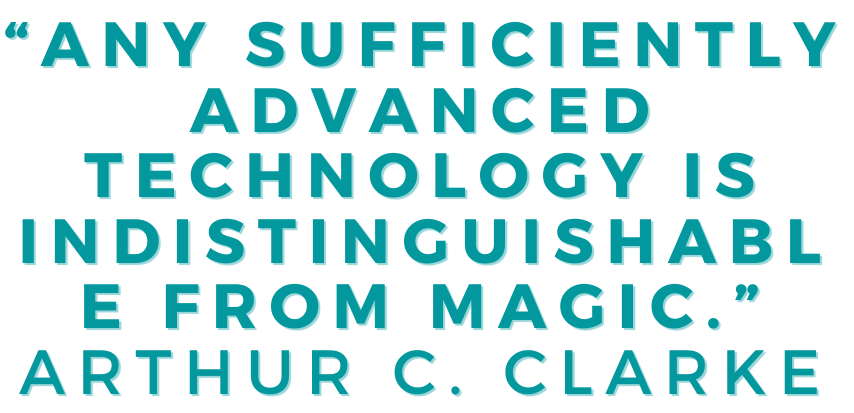 “ANY SUFFICIENTLY
ADVANCED
TECHNOLOGY IS
INDISTINGUISHABL
E FROM MAGIC.”
ARTHUR C. CLARKE